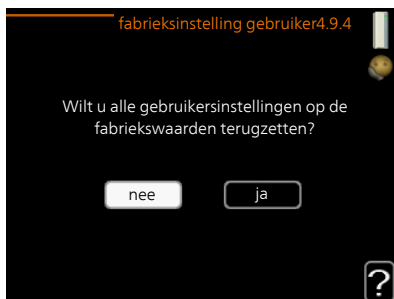 fabrieksinstelling gebruiker4.9.4
Wilt u alle gebruikersinstellingen op de
fabriekswaarden terugzetten?
nee ja
?